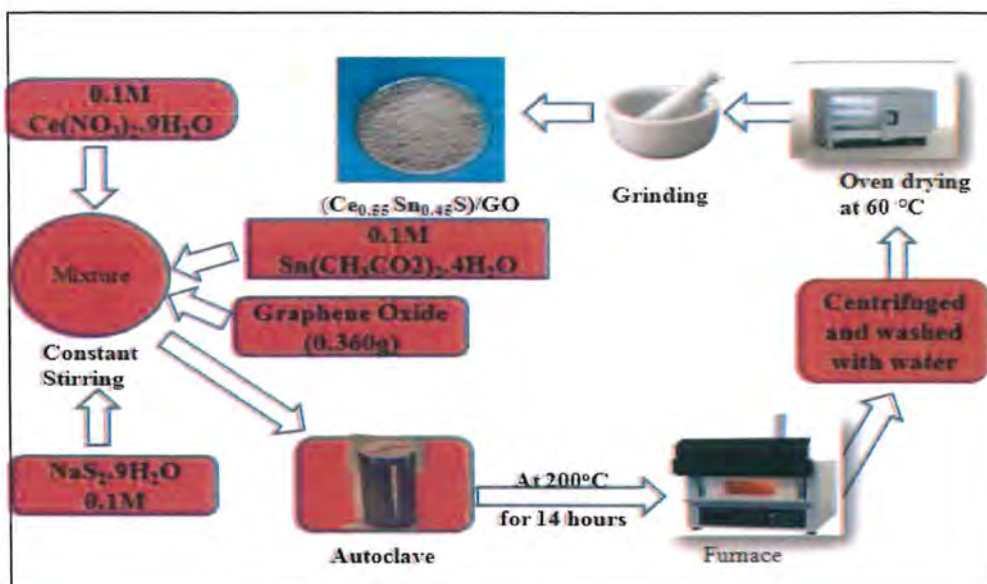 0.1M
Ce(NO₃)₂.9H₂O
Mixture
Constant
Stirring
NaS₂.9H₂O
0.1M
(Ce₀.₅₅Sn₀.₄₅S)/GO
0.1M
Sn(CH₃CO2)₂.4H₂O
Graphene Oxide
(0.360g)
Autoclave
At 200°C
for 14 hours
Furnace
Centrifuged
and washed
with water
Oven drying
at 60 °C
Grinding